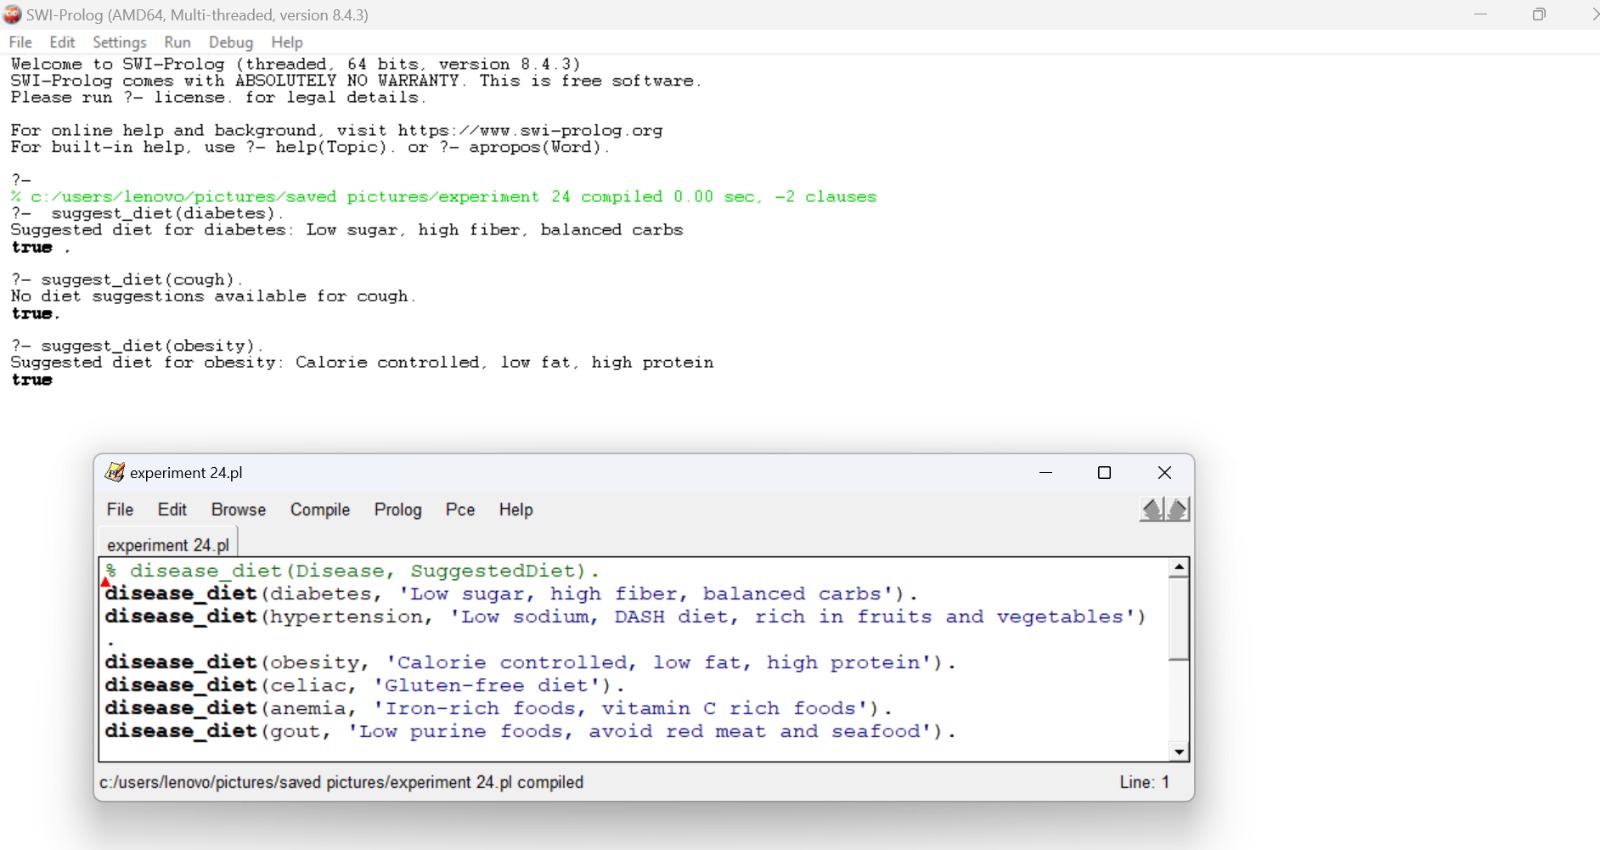 SWI-Prolog (AMD64, Multi-threaded, version 8.4.3)
File Edit Settings Run Debug Help
Welcome to SWI-Prolog (threaded, 64 bits, version 8.4.3)
SWI-Prolog comes with ABSOLUTELY NO WARRANTY. This is free software.
Please run ?- license. for legal details.
For online help and background, visit https://www.swi-prolog.org
For built-in help, use ?- help(Topic). or ?- apropos(Word).
?-
% c:/users/lenovo/pictures/saved pictures/experiment 24 compiled 0.00 sec, -2 clauses
?-  suggest_diet(diabetes).
Suggested diet for diabetes: Low sugar, high fiber, balanced carbs
true .
?- suggest_diet(cough).
No diet suggestions available for cough.
true.
?- suggest_diet(obesity).
Suggested diet for obesity: Calorie controlled, low fat, high protein
true
experiment 24.pl
File Edit Browse Compile Prolog Pce Help
experiment 24.pl
% disease_diet(Disease, SuggestedDiet).
disease_diet(diabetes, 'Low sugar, high fiber, balanced carbs').
disease_diet(hypertension, 'Low sodium, DASH diet, rich in fruits and vegetables')
.
disease_diet(obesity, 'Calorie controlled, low fat, high protein').
disease_diet(celiac, 'Gluten-free diet').
disease_diet(anemia, 'Iron-rich foods, vitamin C rich foods').
disease_diet(gout, 'Low purine foods, avoid red meat and seafood').
c:/users/lenovo/pictures/saved pictures/experiment 24.pl compiled Line: 1